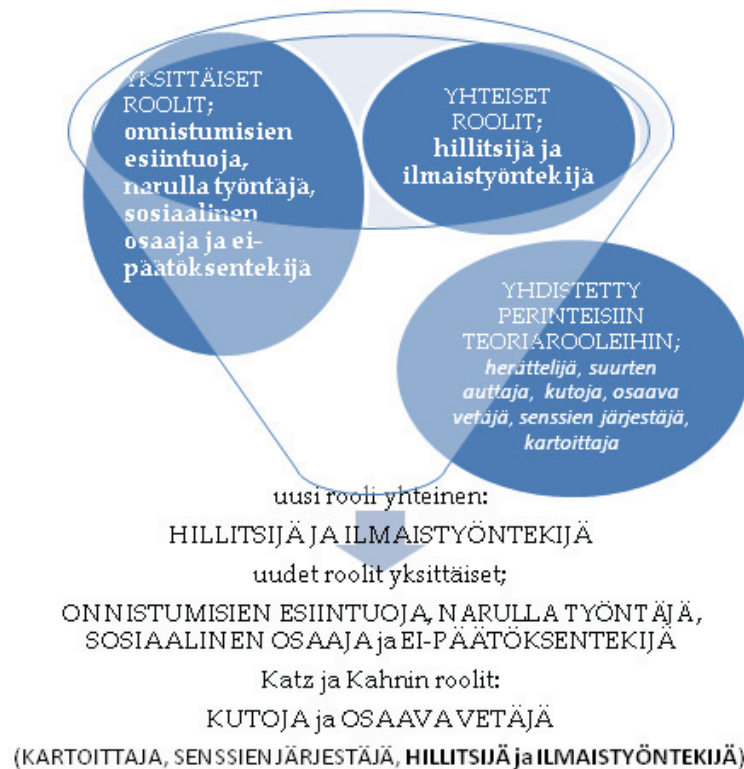 YKSITTÄISET
ROOLIT;
onnistumisien
esiintuoja,
narulla työntäjä,
sosiaalinen
osaaja ja ei-
päätöksentekijä
YHTEISET
ROOLIT;
hillitsijä ja
ilmaistyöntekijä
YHDISTETTY
PERINTEISIIN
TEORIAROOLEIHIN;
herättelijä, suurten
auttaja, kutoja, osaava
vetäjä, senssien järjestäjä,
kartoittaja
uusi rooli yhteinen:
HILLITSIJÄ JA ILMAISTYÖNTEKIJÄ
uudet roolit yksittäiset;
ONNISTUMISIEN ESIINTUOJA, NARULLA TYÖNTÄJÄ,
SOSIAALINEN OSAAJA ja EI-PÄÄTÖKSENTEKIJÄ
Katz ja Kahnin roolit:
KUTOJA ja OSAAVA VETÄJÄ
(KARTOITTAJA, SENSSIEN JÄRJESTÄJÄ, HILLITSIJÄ ja ILMAISTYÖNTEKIJÄ)